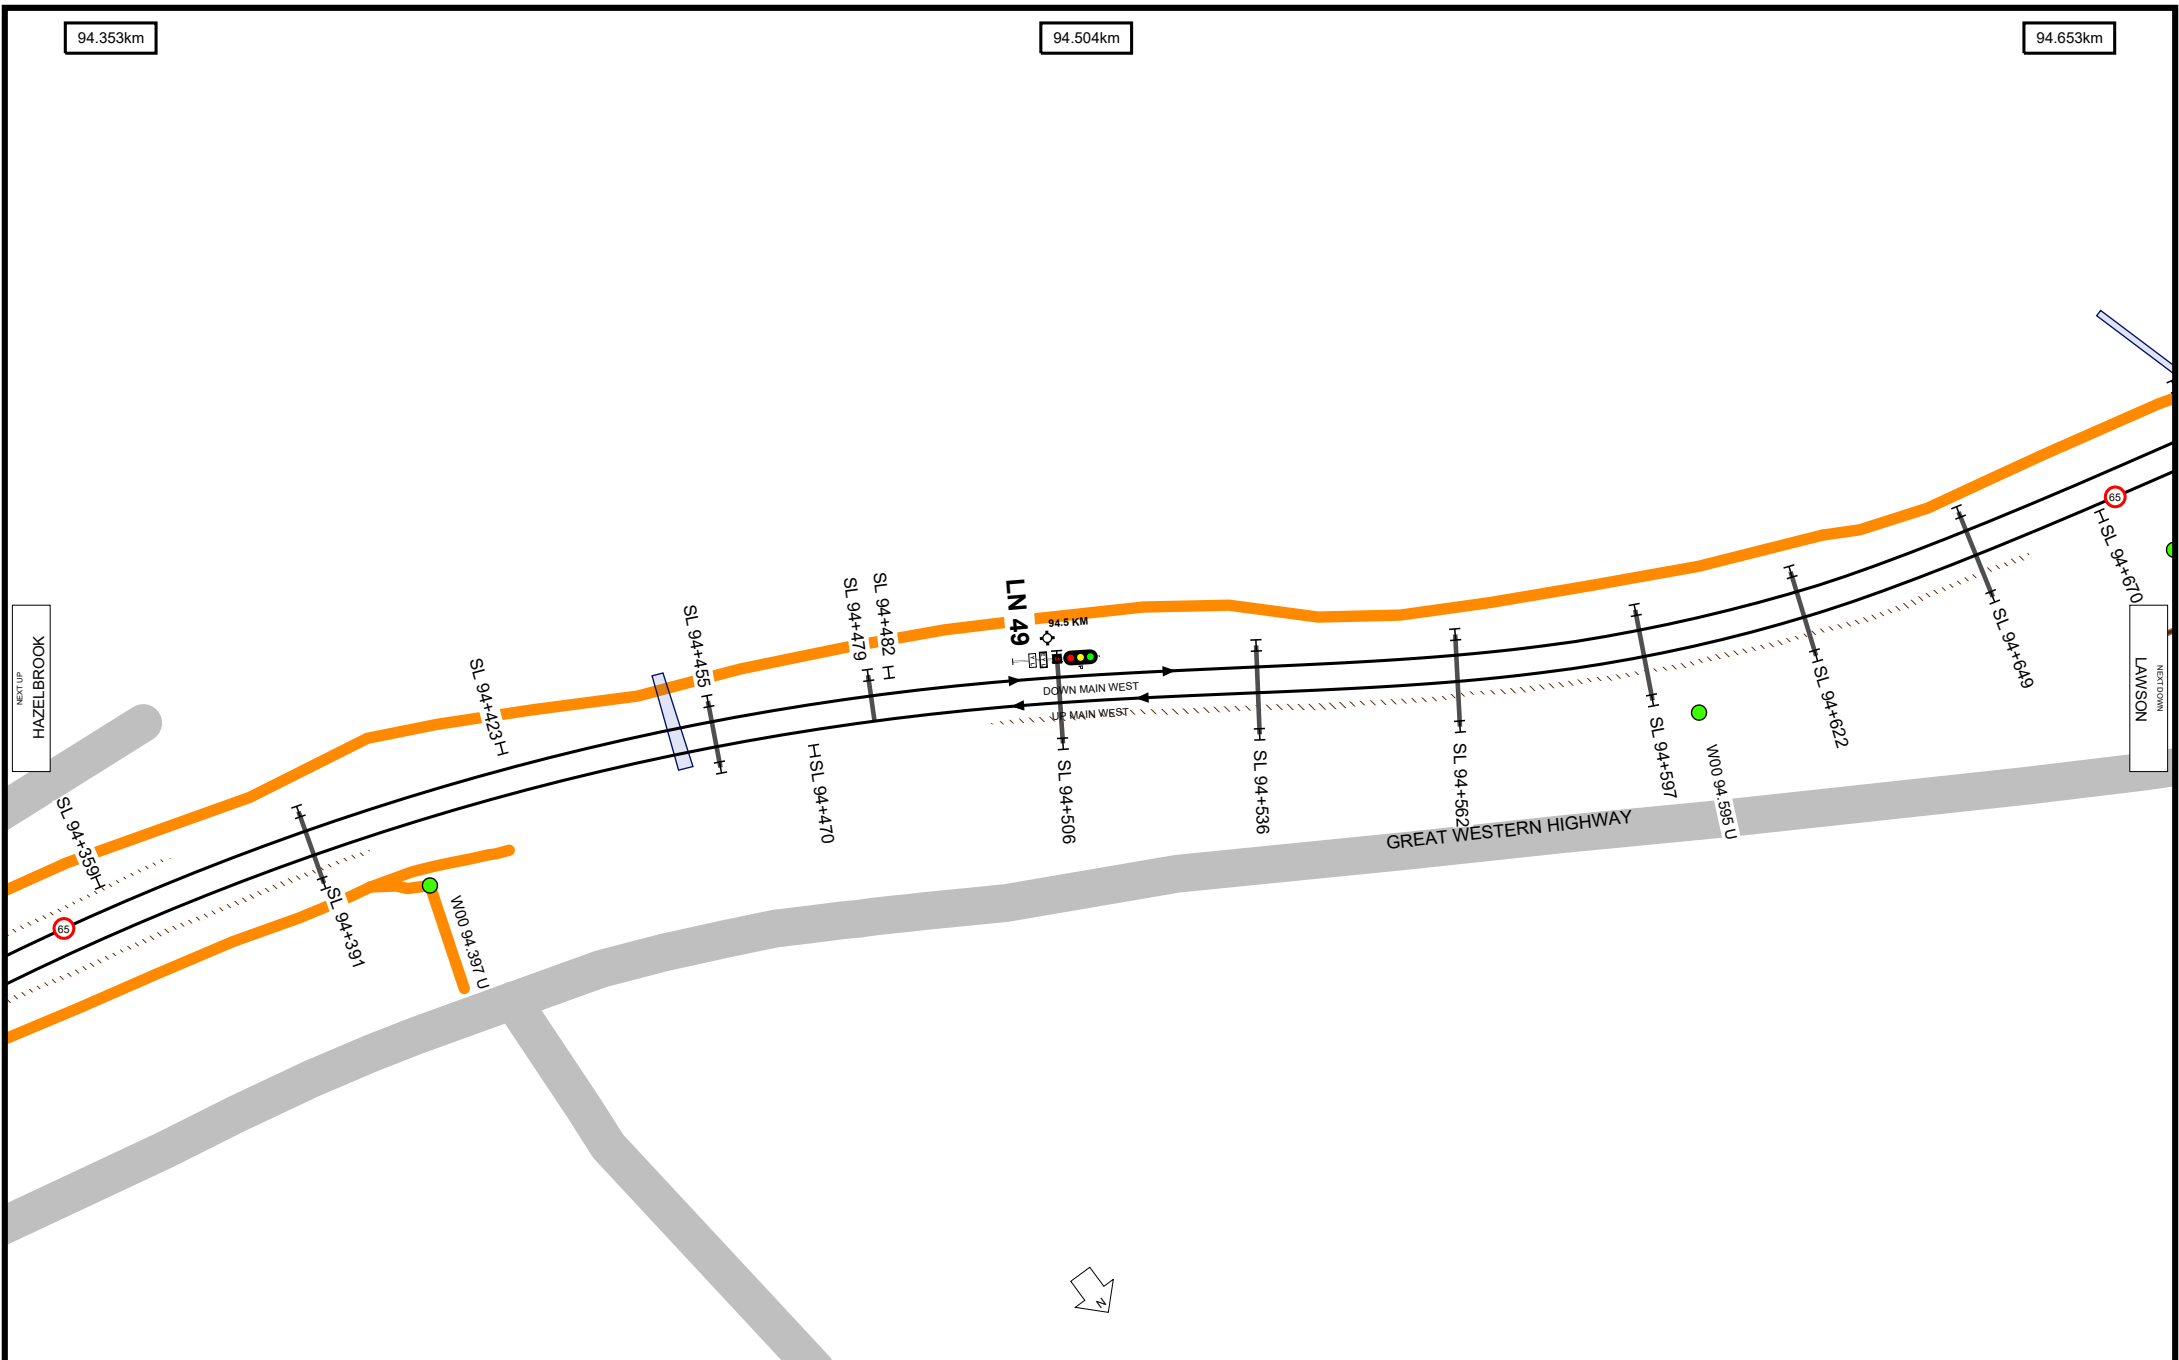 94.353km
94.504km
94.653km
NEXT UP
HAZELBROOK
SL 94+359
65
SL 94+391
W00 94.397 U
SL 94+423
SL 94+455
SL 94+470
SL 94+479
SL 94+482
LN 49
94.5 KM
DOWN MAIN WEST
UP MAIN WEST
SL 94+506
SL 94+536
SL 94+562
GREAT WESTERN HIGHWAY
SL 94+597
W00 94.595 U
SL 94+622
SL 94+649
65
SL 94+670
LAWSON
NEXT DOWN
N